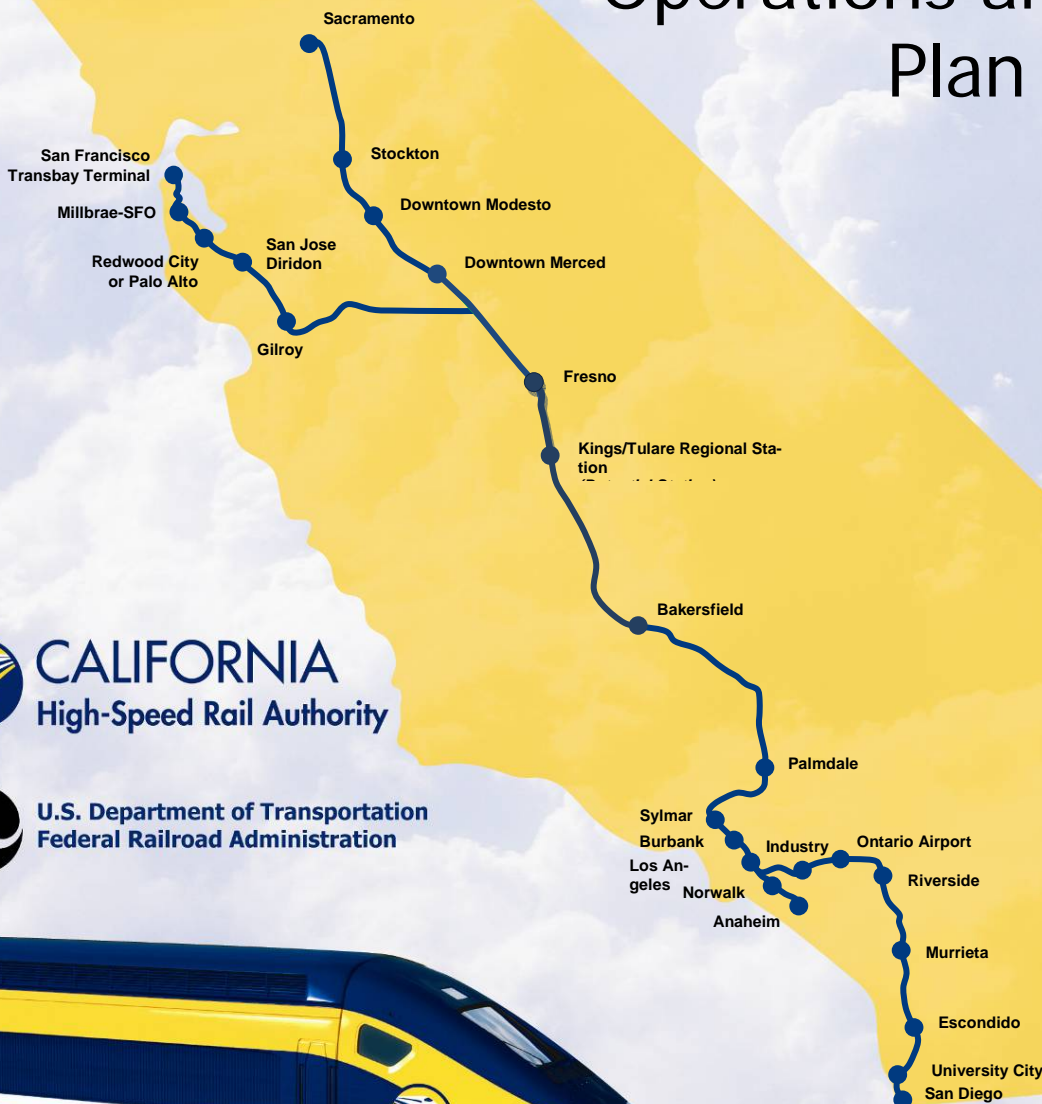 Plan
Sacramento
San Francisco
Transbay Terminal
Stockton
Millbrae-SFO
Downtown Modesto
Redwood City
or Palo Alto
San Jose
Diridon
Downtown Merced
Gilroy
Fresno
Kings/Tulare Regional Sta-
tion
Bakersfield
CALIFORNIA
High-Speed Rail Authority
Palmdale
U.S. Department of Transportation
Federal Railroad Administration
Sylmar
Burbank
Industry
Ontario Airport
Los An-
geles
Norwalk
Riverside
Anaheim
Murrieta
Escondido
University City
San Diego